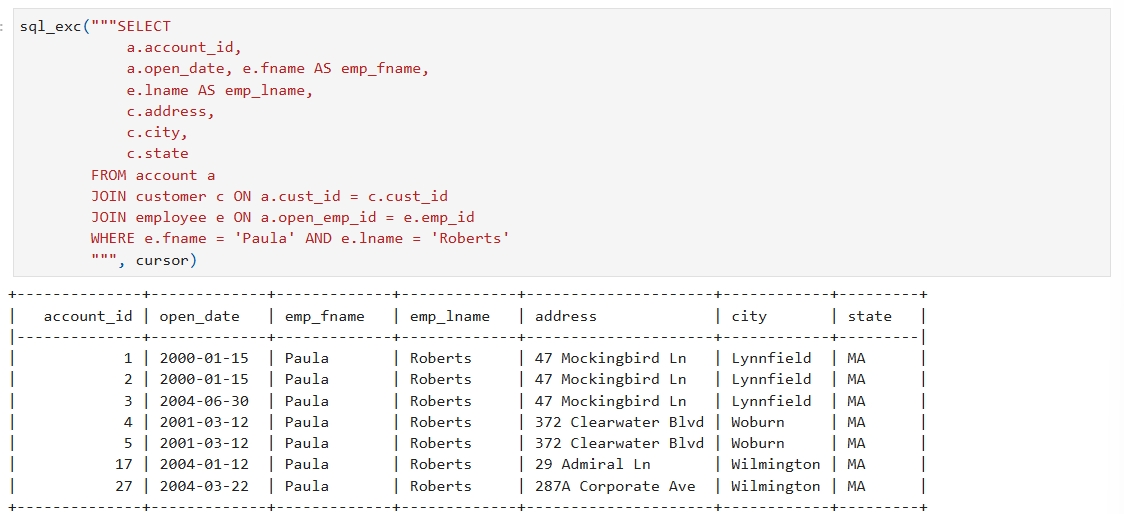 sql_exc("""SELECT
a.account_id,
a.open_date, e.fname AS emp_fname,
e.lname AS emp_lname,
c.address,
c.city,
c.state
FROM account a
JOIN customer c ON a.cust_id = c.cust_id
JOIN employee e ON a.open_emp_id = e.emp_id
WHERE e.fname = 'Paula' AND e.lname = 'Roberts'
""", cursor)
+--------------+-------------+-------------+-------------+---------------------+------------+---------+
| account_id | open_date | emp_fname | emp_lname | address | city | state |
|--------------+-------------+-------------+-------------+---------------------+------------+---------|
| 1 | 2000-01-15 | Paula | Roberts | 47 Mockingbird Ln | Lynnfield | MA |
| 2 | 2000-01-15 | Paula | Roberts | 47 Mockingbird Ln | Lynnfield | MA |
| 3 | 2004-06-30 | Paula | Roberts | 47 Mockingbird Ln | Lynnfield | MA |
| 4 | 2001-03-12 | Paula | Roberts | 372 Clearwater Blvd | Woburn | MA |
| 5 | 2001-03-12 | Paula | Roberts | 372 Clearwater Blvd | Woburn | MA |
| 17 | 2004-01-12 | Paula | Roberts | 29 Admiral Ln | Wilmington | MA |
| 27 | 2004-03-22 | Paula | Roberts | 287A Corporate Ave | Wilmington | MA |
+--------------+-------------+-------------+-------------+---------------------+------------+---------+